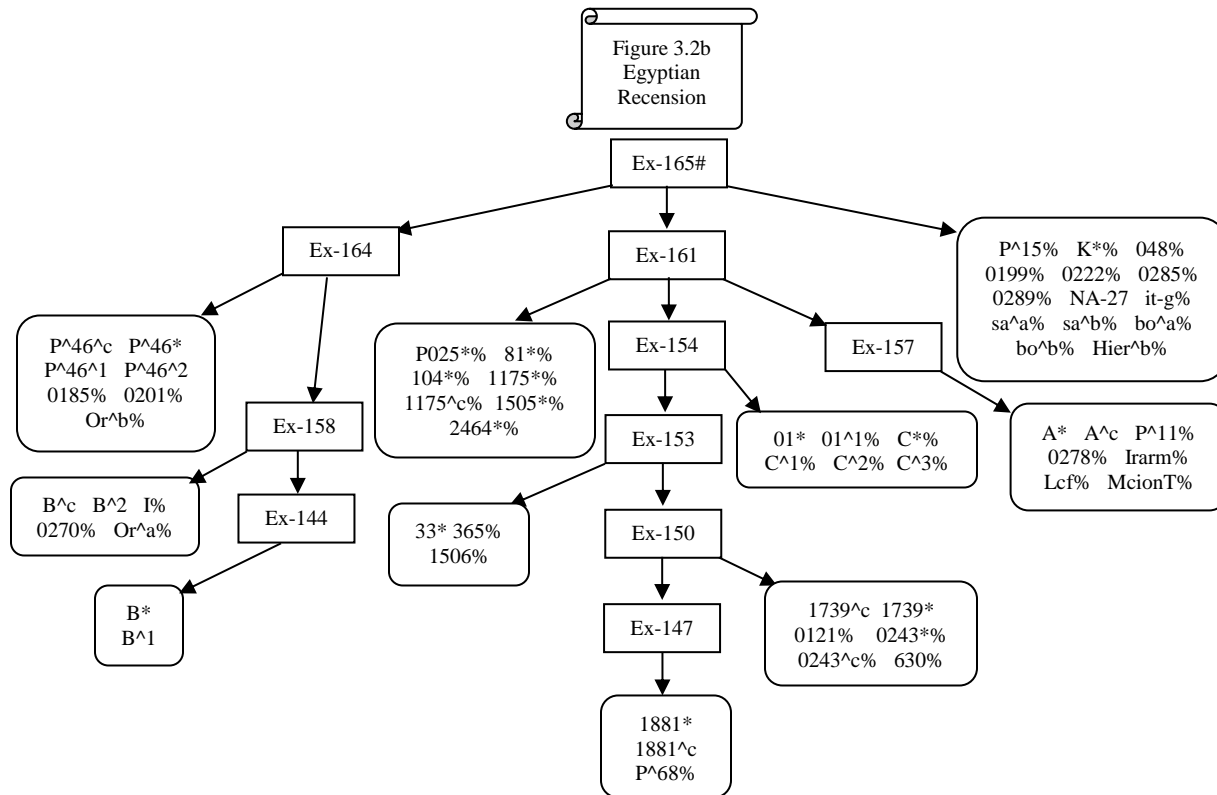 Figure 3.2b
Egyptian
Recension
Ex-165#
Ex-164
Ex-161
P^15% K*% 048%
0199% 0222% 0285%
0289% NA-27 it-g%
sa^a% sa^b% bo^a%
bo^b% Hier^b%
P^46^c P^46*
P^46^1 P^46^2
0185% 0201%
Or^b%
P025*% 81*%
104*% 1175*%
1175^c% 1505*%
2464*%
Ex-154
Ex-157
Ex-158
Ex-153
01* 01^1% C*%
C^1% C^2% C^3%
A* A^c P^11%
0278% Irarm%
Lcf% McionT%
B^c B^2 I%
0270% Or^a%
Ex-144
33* 365%
1506%
Ex-150
B*
B^1
Ex-147
1739^c 1739*
0121% 0243*%
0243^c% 630%
1881*
1881^c
P^68%